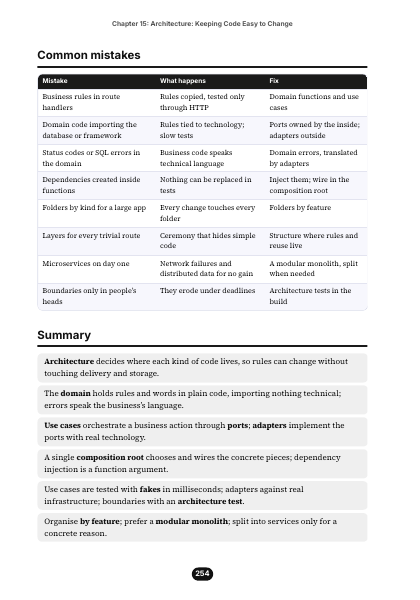 Chapter 15: Architecture: Keeping Code Easy to Change
Common mistakes
Mistake What happens Fix
Business rules in route handlers Rules copied, tested only through HTTP Domain functions and use cases
Domain code importing the database or framework Rules tied to technology; slow tests Ports owned by the inside; adapters outside
Status codes or SQL errors in the domain Business code speaks technical language Domain errors, translated by adapters
Dependencies created inside functions Nothing can be replaced in tests Inject them; wire in the composition root
Folders by kind for a large app Every change touches every folder Folders by feature
Layers for every trivial route Ceremony that hides simple code Structure where rules and reuse live
Microservices on day one Network failures and distributed data for no gain A modular monolith, split when needed
Boundaries only in people's heads They erode under deadlines Architecture tests in the build
Summary
Architecture decides where each kind of code lives, so rules can change without
touching delivery and storage.
The domain holds rules and words in plain code, importing nothing technical;
errors speak the business's language.
Use cases orchestrate a business action through ports; adapters implement the
ports with real technology.
A single composition root chooses and wires the concrete pieces; dependency
injection is a function argument.
Use cases are tested with fakes in milliseconds; adapters against real
infrastructure; boundaries with an architecture test.
Organise by feature; prefer a modular monolith; split into services only for a
concrete reason.
254